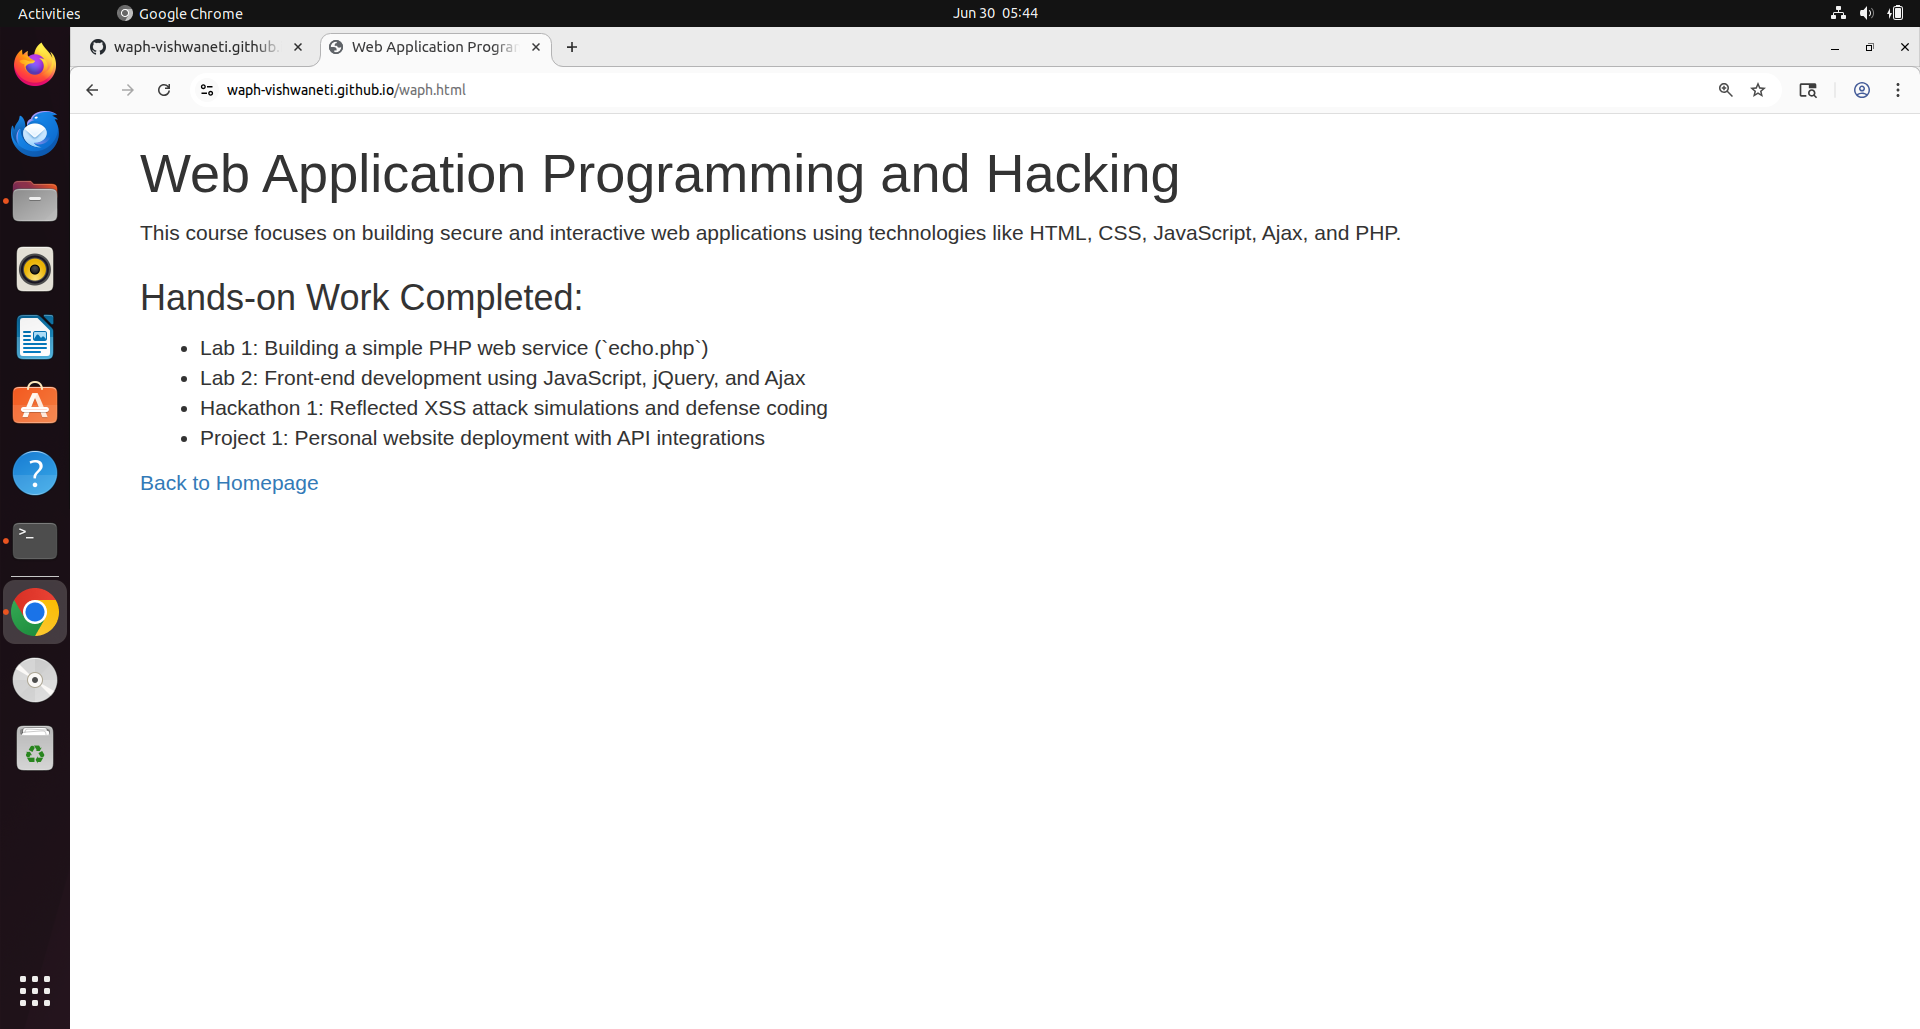 Activities
Google Chrome
Jun 30 05:44
waph-vishwaneti.github.
Web Application Progra
waph-vishwaneti.github.io/waph.html
Web Application Programming and Hacking
This course focuses on building secure and interactive web applications using technologies like HTML, CSS, JavaScript, Ajax, and PHP.
Hands-on Work Completed:
• Lab 1: Building a simple PHP web service (`echo.php`)
• Lab 2: Front-end development using JavaScript, jQuery, and Ajax
• Hackathon 1: Reflected XSS attack simulations and defense coding
• Project 1: Personal website deployment with API integrations
Back to Homepage